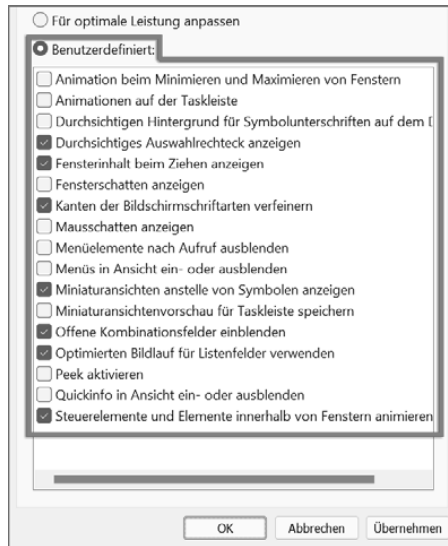 Für optimale Leistung anpassen
Benutzerdefiniert:
Animation beim Minimieren und Maximieren von Fenstern
Animationen auf der Taskleiste
Durchsichtigen Hintergrund für Symbolunterschriften auf dem
Durchsichtiges Auswahlrechteck anzeigen
Fensterinhalt beim Ziehen anzeigen
Fensterschatten anzeigen
Kanten der Bildschirmschriftarten verfeinern
Mausschatten anzeigen
Menüelemente nach Aufruf ausblenden
Menüs in Ansicht ein- oder ausblenden
Miniaturansichten anstelle von Symbolen anzeigen
Miniaturansichtenvorschau für Taskleiste speichern
Offene Kombinationsfelder einblenden
Optimierten Bildlauf für Listenfelder verwenden
Peek aktivieren
Quickinfo in Ansicht ein- oder ausblenden
Steuerelemente und Elemente innerhalb von Fenstern animieren
OK Abbrechen Übernehmen